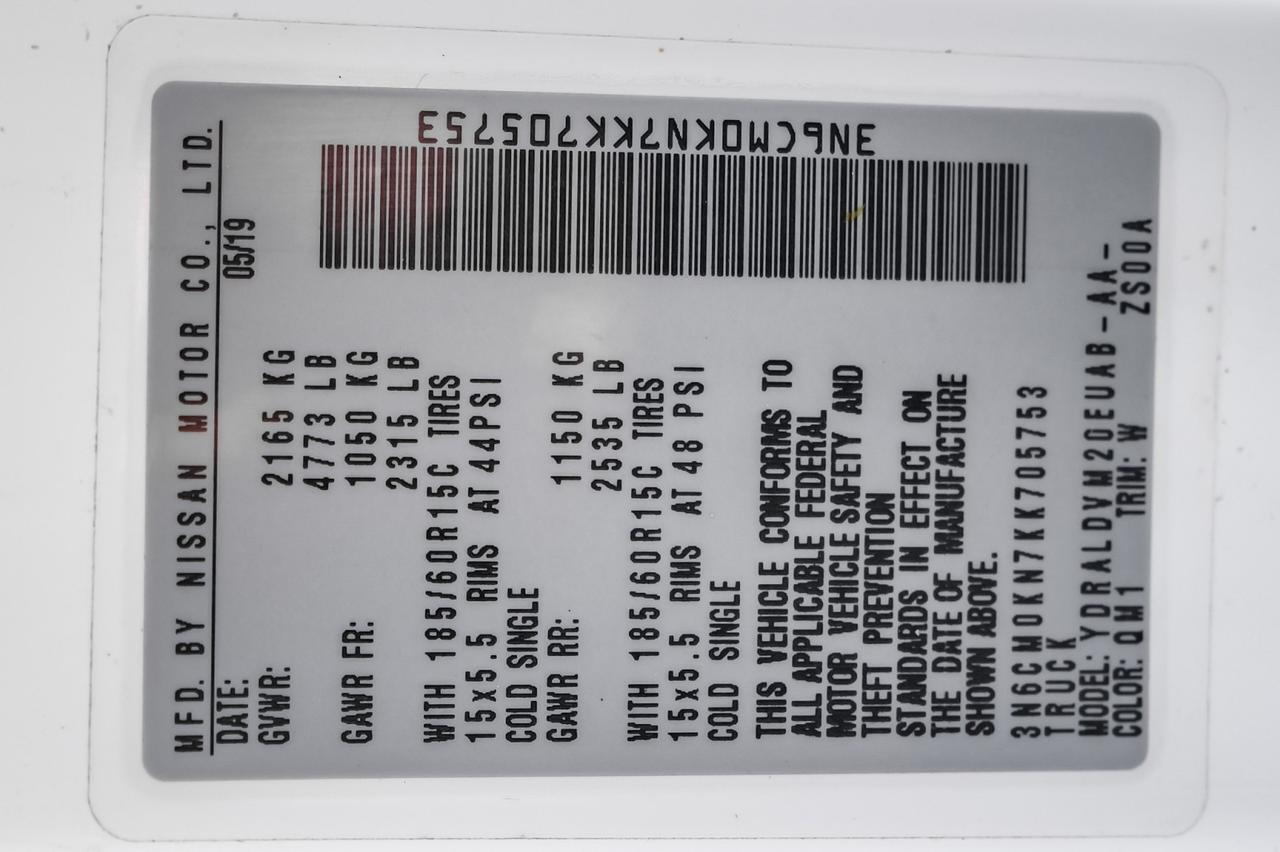 MFD. BY NISSAN MOTOR CO., LTD.
DATE: 05/19
GVWR: 2165 KG
4773 LB
GAWR FR: 1050 KG
2315 LB
WITH 185/60R15C TIRES
15x5.5 RIMS AT 44PSI
COLD SINGLE
GAWR RR: 1150 KG
2535 LB
WITH 185/60R15C TIRES
15x5.5 RIMS AT 48 PSI
COLD SINGLE
THIS VEHICLE CONFORMS TO
ALL APPLICABLE FEDERAL
MOTOR VEHICLE SAFETY AND
THEFT PREVENTION
STANDARDS IN EFFECT ON
THE DATE OF MANUFACTURE
SHOWN ABOVE.
3N6CM0KN7KK705753
TRUCK
MODEL: YDRALDVM20EUAB-AA-
COLOR: QM1 TRIM: W ZS00A
3N6CM0KN7KK705753